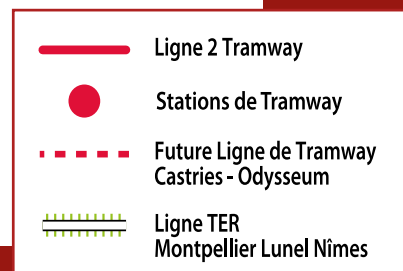 Ligne 2 Tramway
Stations de Tramway
Future Ligne de Tramway
Castries - Odysseum
Ligne TER
Montpellier Lunel Nîmes